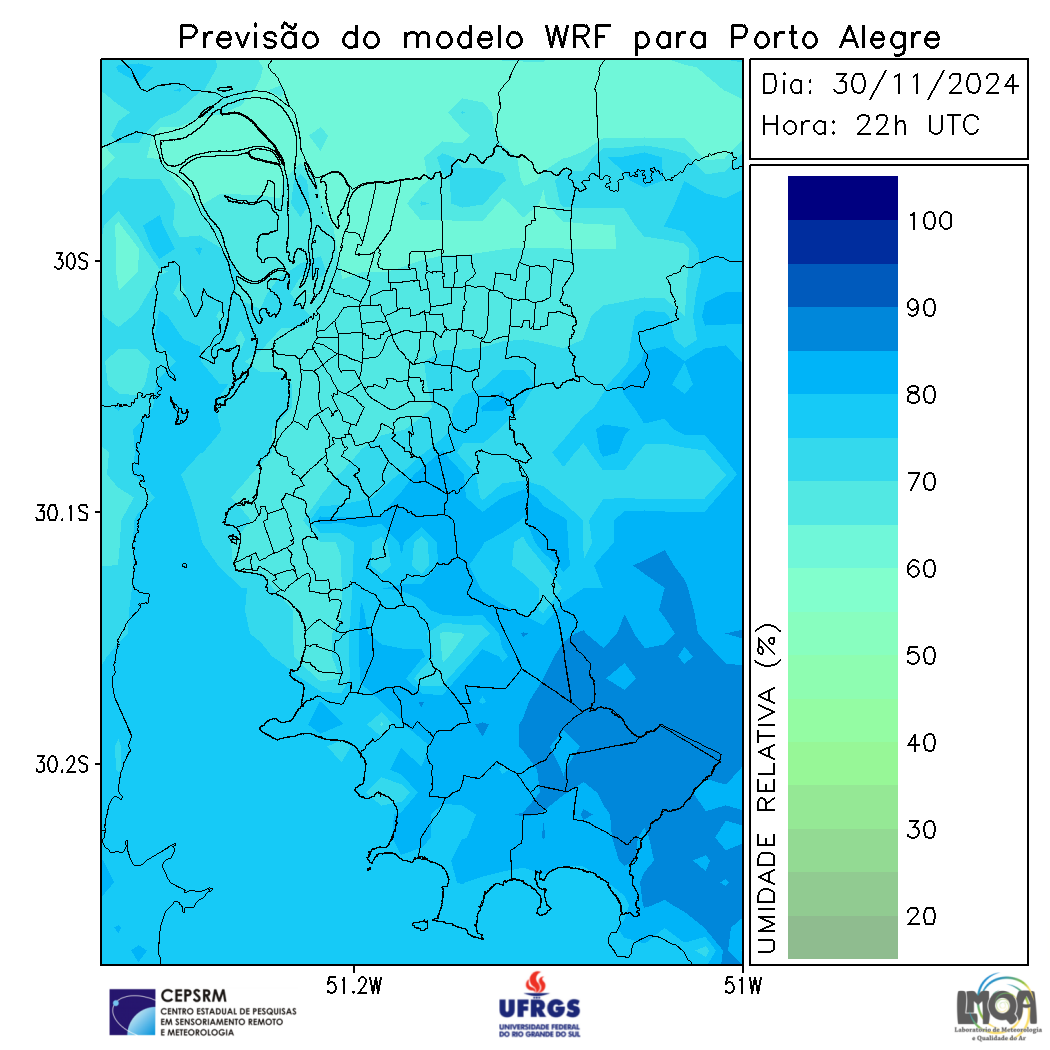 Previsão do modelo WRF para Porto Alegre
Dia: 30/11/2024
Hora: 22h UTC
100
90
80
70
60
50
40
30
20
UMIDADE RELATIVA (%)
30S
30.1S
30.2S
51.2W
51W
CEPSRM
CENTRO ESTADUAL DE PESQUISAS
EM SENSORIAMENTO REMOTO
E METEOROLOGIA
UFRGS
UNIVERSIDADE FEDERAL
DO RIO GRANDE DO SUL
LMQA
Laboratório de Meteorologia
e Qualidade do Ar